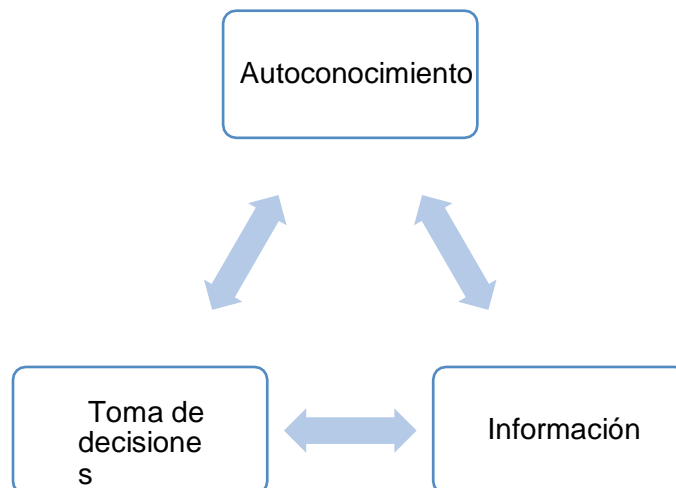 Autoconocimiento
Toma de
decisione
s
Información